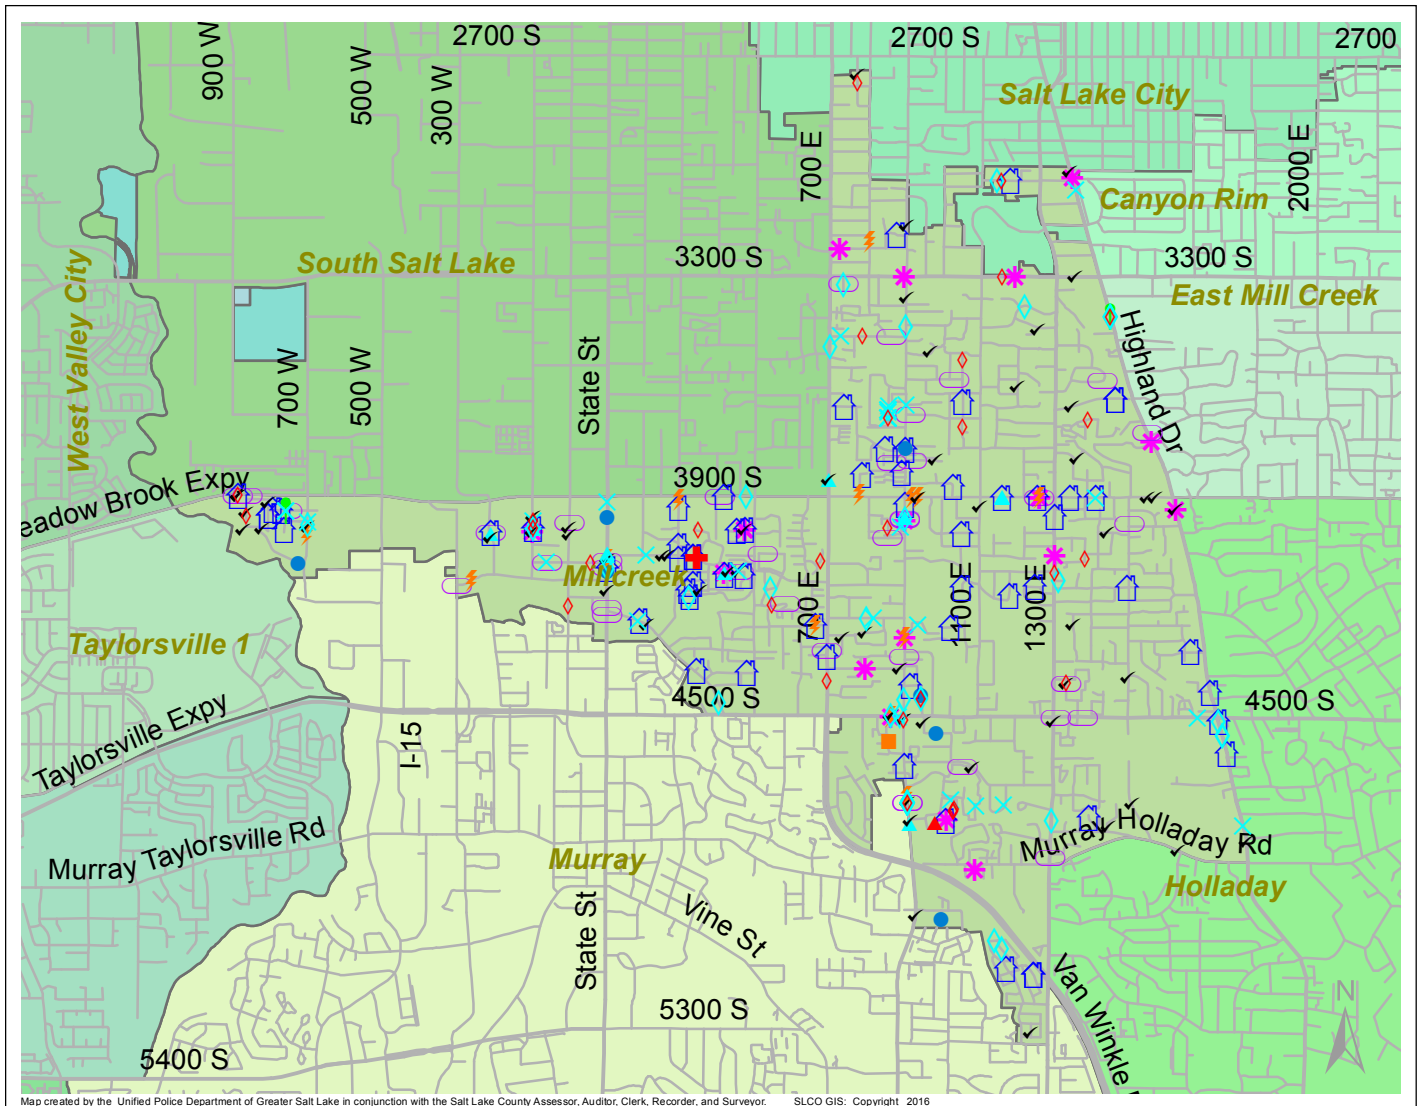 900 W
2700 S
2700 S
2700
500 W
300 W
Salt Lake City
700 E
2000 E
Canyon Rim
South Salt Lake
3300 S
3300 S
West Valley City
East Mill Creek
Highland Dr
700 W
500 W
State St
3900 S
eadow Brook Expy
Millcreek
700 E
1100 E
1300 E
Taylorsville 1
4500 S
4500 S
Taylorsville Expy
I-15
Murray Taylorsville Rd
Murray Holladay Rd
Murray
Holladay
State St
Vine St
Van Winkle
5300 S
N
5400 S
Map created by the Unified Police Department of Greater Salt Lake in conjunction with the Salt Lake County Assessor, Auditor, Clerk, Recorder, and Surveyor. SLCO GIS: Copyright 2016